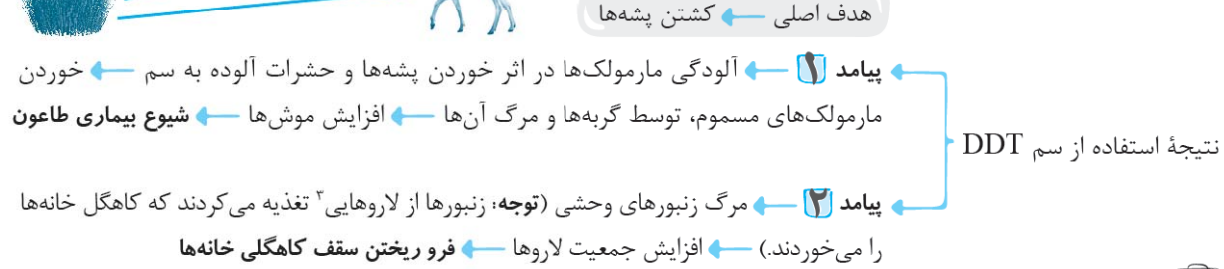 هدف اصلی ← کشتن پشه‌ها
نتیجهٔ استفاده از سم DDT
پیامد ۱ ← آلودگی مارمولک‌ها در اثر خوردن پشه‌ها و حشرات آلوده به سم ← خوردن
مارمولک‌های مسموم، توسط گربه‌ها و مرگ آن‌ها ← افزایش موش‌ها ← شیوع بیماری طاعون
پیامد ۲ ← مرگ زنبورهای وحشی (توجه: زنبورها از لاروهایی۳ تغذیه می‌کردند که کاهگل خانه‌ها
را می‌خوردند.) ← افزایش جمعیت لاروها ← فرو ریختن سقف کاهگلی خانه‌ها